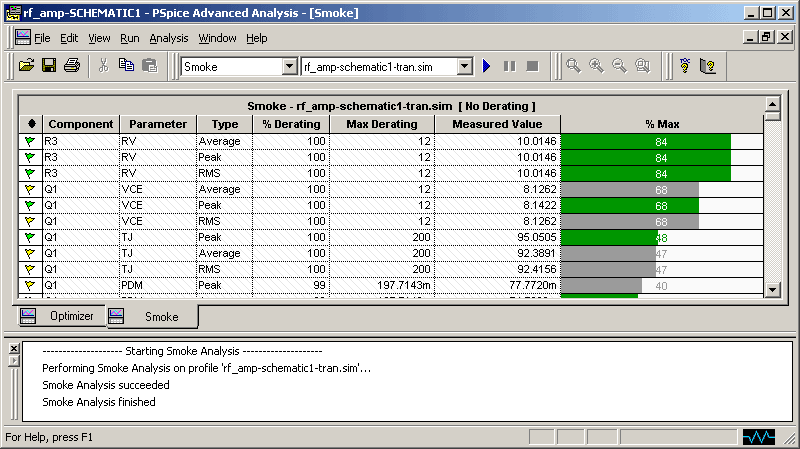 rf_amp-SCHEMATIC1 - PSpice Advanced Analysis - [Smoke]
File Edit View Run Analysis Window Help
Smoke rf_amp-schematic1-tran.sim
Smoke - rf_amp-schematic1-tran.sim [ No Derating ]
Component Parameter Type % Derating Max Derating Measured Value % Max
R3 RV Average 100 12 10.0146 84
R3 RV Peak 100 12 10.0146 84
R3 RV RMS 100 12 10.0146 84
Q1 VCE Average 100 12 8.1262 68
Q1 VCE Peak 100 12 8.1422 68
Q1 VCE RMS 100 12 8.1262 68
Q1 TJ Peak 100 200 95.0505 48
Q1 TJ Average 100 200 92.3891 47
Q1 TJ RMS 100 200 92.4156 47
Q1 PDM Peak 99 197.7143m 77.7720m 40
Optimizer Smoke
-------------------- Starting Smoke Analysis --------------------
Performing Smoke Analysis on profile 'rf_amp-schematic1-tran.sim'...
Smoke Analysis succeeded
Smoke Analysis finished
For Help, press F1